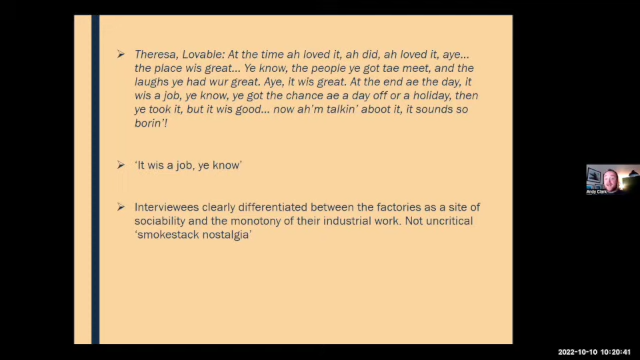 Theresa, Lovable: At the time ah loved it, ah did, ah loved it, aye...
the place wis great... Ye know, the people ye got tae meet, and the
laughs ye had wur great. Aye, it wis great. At the end ae the day, it
wis a job, ye know, ye got the chance ae a day off or a holiday, then
ye took it, but it wis good... now ah'm talkin' aboot it, it sounds so
borin'!
'It wis a job, ye know'
Interviewees clearly differentiated between the factories as a site of
sociability and the monotony of their industrial work. Not uncritical
'smokestack nostalgia'
Andy Clark
2022-10-10 10:20:41